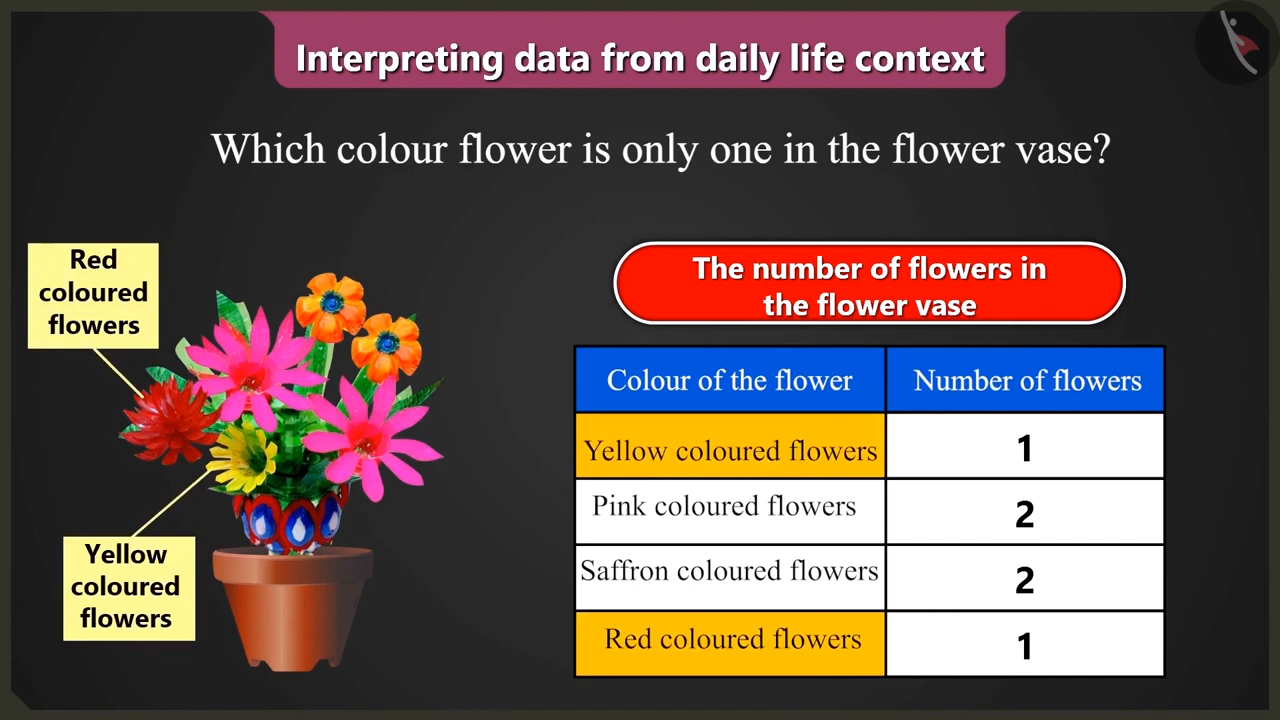 Interpreting data from daily life context
Which colour flower is only one in the flower vase?
Red
coloured
flowers
Yellow
coloured
flowers
The number of flowers in
the flower vase
Colour of the flower Number of flowers
Yellow coloured flowers 1
Pink coloured flowers 2
Saffron coloured flowers 2
Red coloured flowers 1